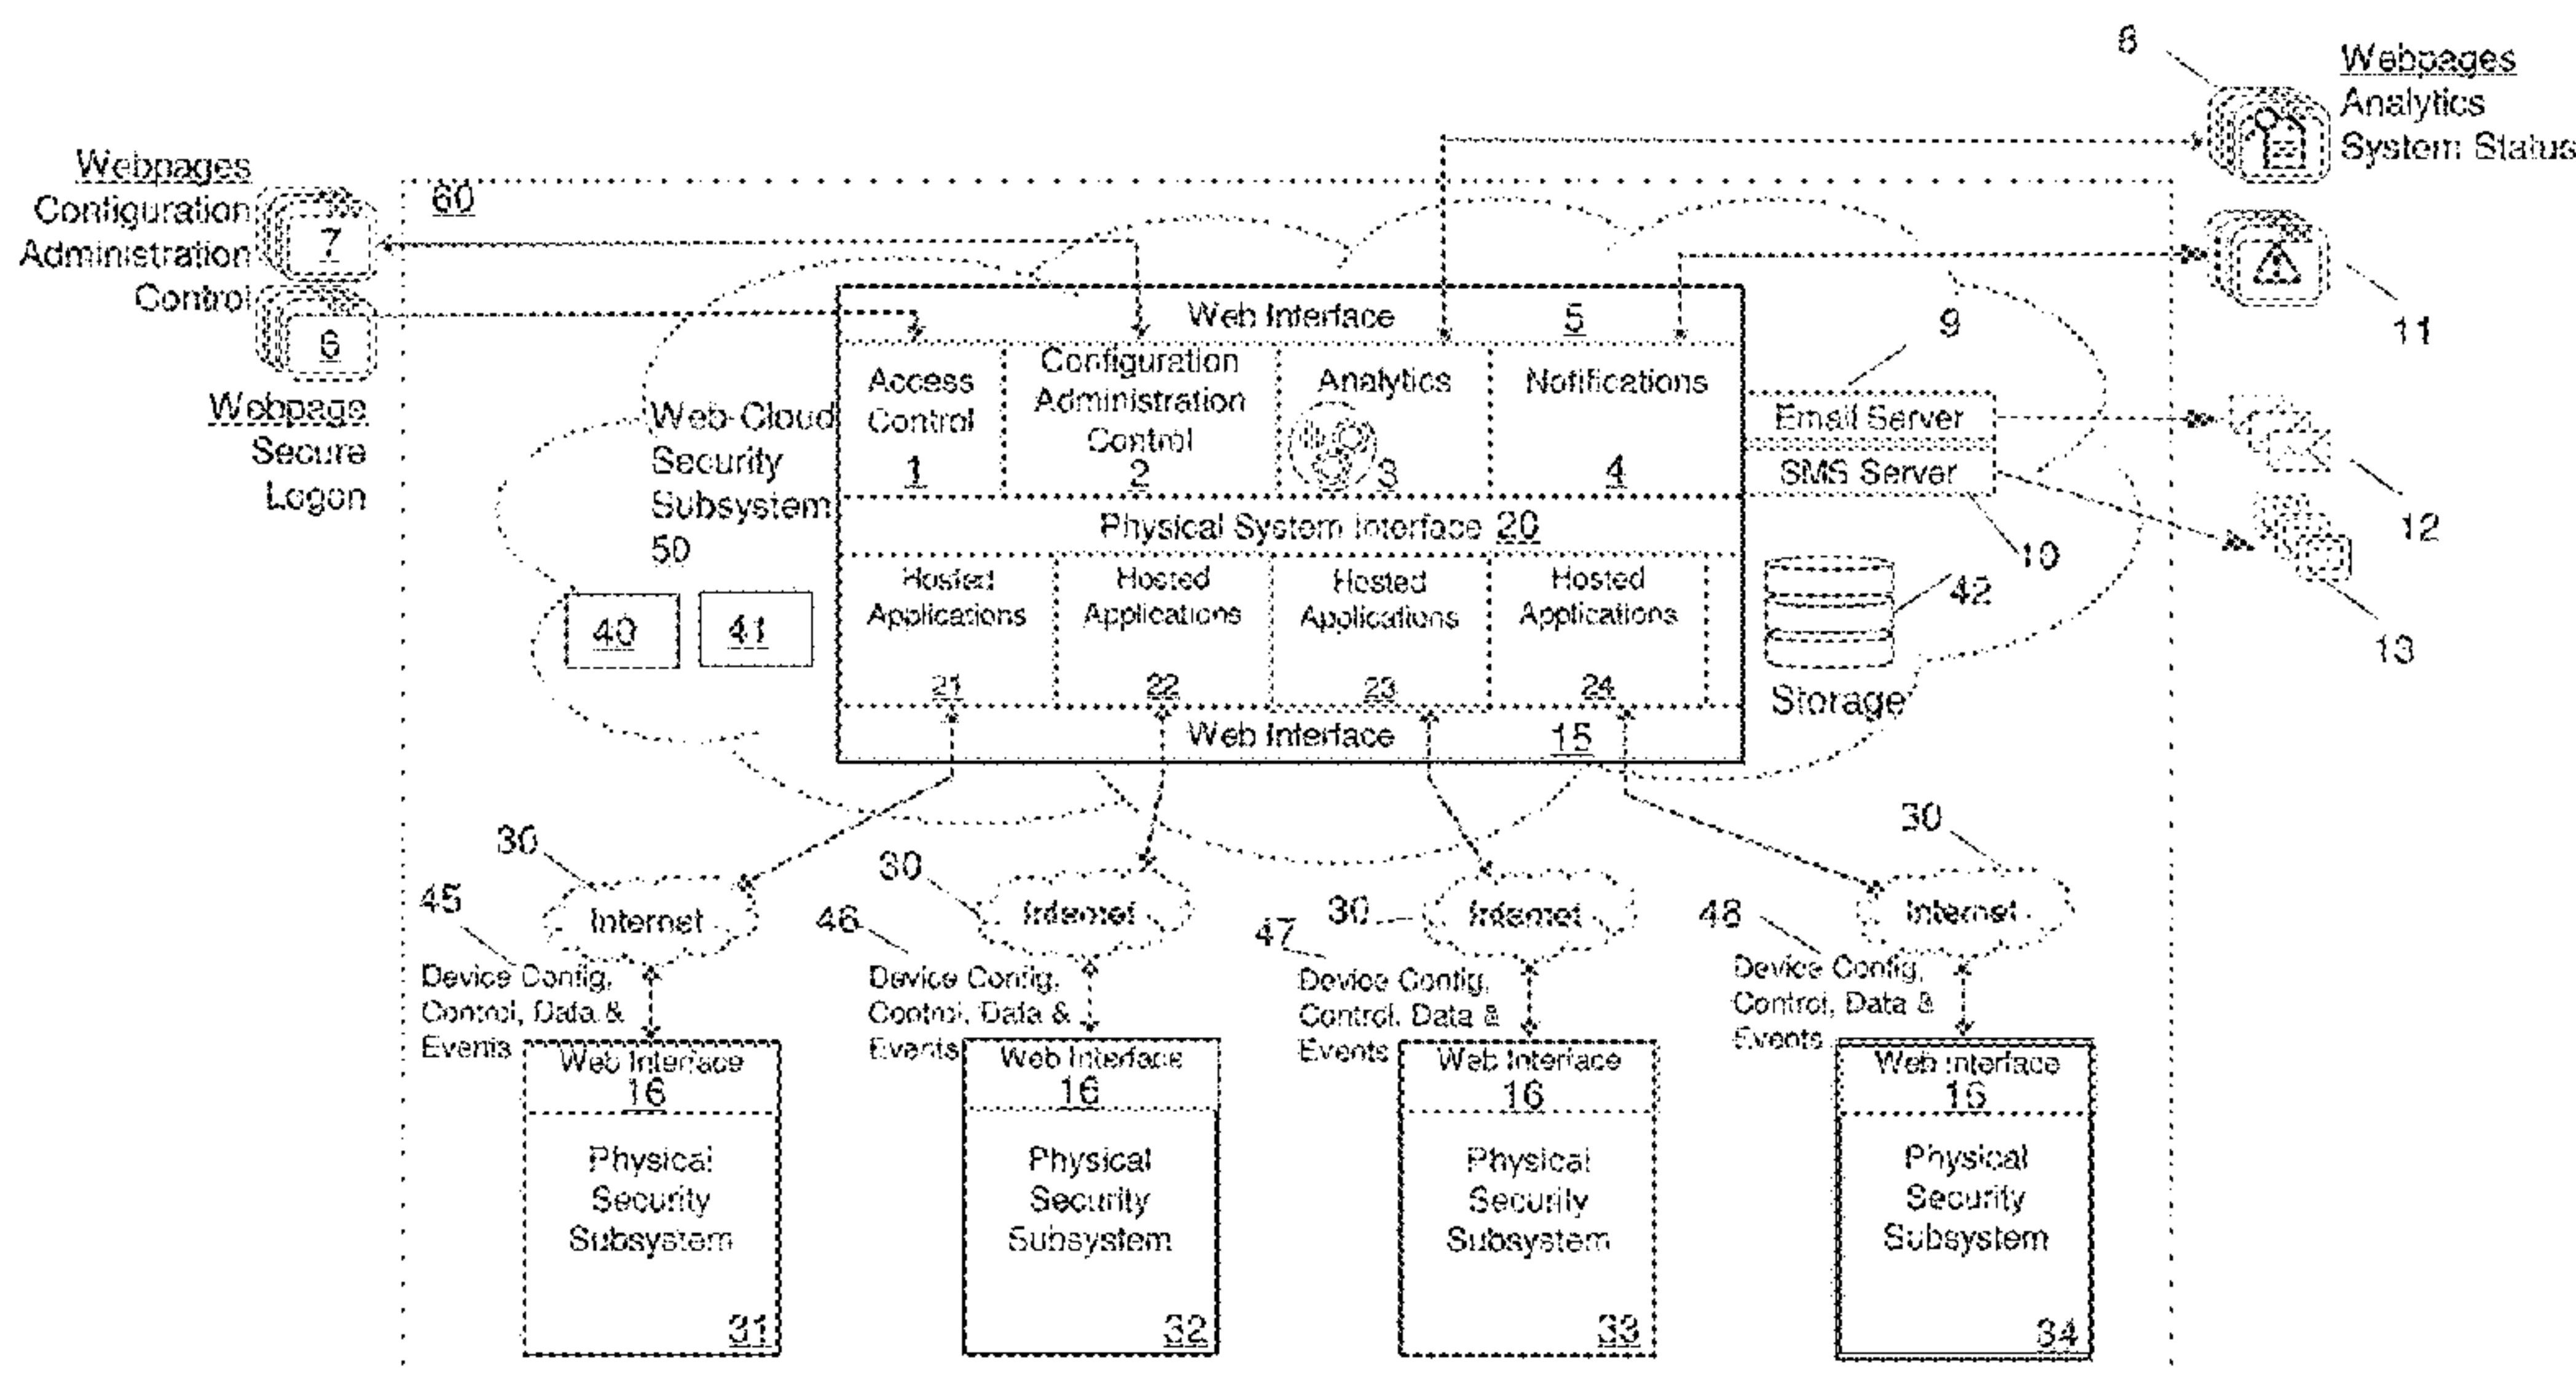 8
Webpages
Analytics
System Status
Webpages
Configuration
Administration
Control
7
6
Webpage
Secure
Logon
60
11
9
Web Interface 5
Access
Control
1
Configuration
Administration
Control
2
Analytics
3
Notifications
4
Email Server
SMS Server
12
10
13
Web-Cloud
Security
Subsystem
50
Physical System Interface 20
40
41
Hosted
Applications
21
Hosted
Applications
22
Hosted
Applications
23
Hosted
Applications
24
42
Storage
Web Interface 15
30
30
30
30
Internet
Internet
Internet
Internet
45
46
47
48
Device Config,
Control, Data &
Events
Device Config,
Control, Data &
Events
Device Config,
Control, Data &
Events
Device Config,
Control, Data &
Events
Web Interface
16
Physical
Security
Subsystem
31
Web Interface
16
Physical
Security
Subsystem
32
Web Interface
16
Physical
Security
Subsystem
33
Web Interface
16
Physical
Security
Subsystem
34